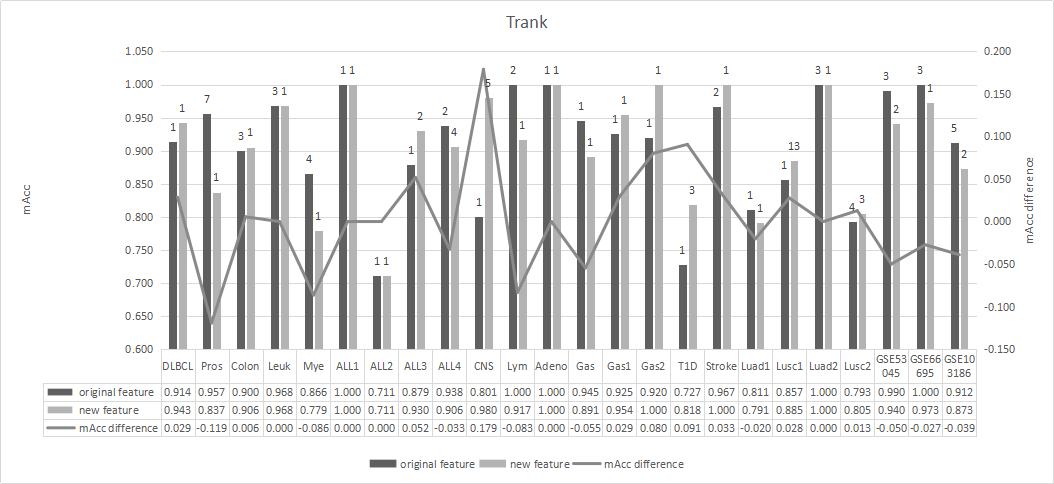 Trank
1.050
1.000
0.950
0.900
0.850
0.800
0.750
0.700
0.650
0.600
mAcc
0.200
0.150
0.100
0.050
0.000
-0.050
-0.100
-0.150
mAcc difference
1 1 7 1 3 1 3 1 4 1 1 1 1 1 1 2 2 4 1 5 2 1 1 1 1 1 1 1 1 1 1 3 2 1 1 1 1 13 3 1 4 3 3 2 3 1 5 2
DLBCL Pros Colon Leuk Mye ALL1 ALL2 ALL3 ALL4 CNS Lym Adeno Gas Gas1 Gas2 T1D Stroke Luad1 Lusc1 Luad2 Lusc2 GSE53045 GSE66695 GSE103186
original feature 0.914 0.957 0.900 0.968 0.866 1.000 0.711 0.879 0.938 0.801 1.000 1.000 0.945 0.925 0.920 0.727 0.967 0.811 0.857 1.000 0.793 0.990 1.000 0.912
new feature 0.943 0.837 0.906 0.968 0.779 1.000 0.711 0.930 0.906 0.980 0.917 1.000 0.891 0.954 1.000 0.818 1.000 0.791 0.885 1.000 0.805 0.940 0.973 0.873
mAcc difference 0.029 -0.119 0.006 0.000 -0.086 0.000 0.000 0.052 -0.033 0.179 -0.083 0.000 -0.055 0.029 0.080 0.091 0.033 -0.020 0.028 0.000 0.013 -0.050 -0.027 -0.039
original feature new feature mAcc difference